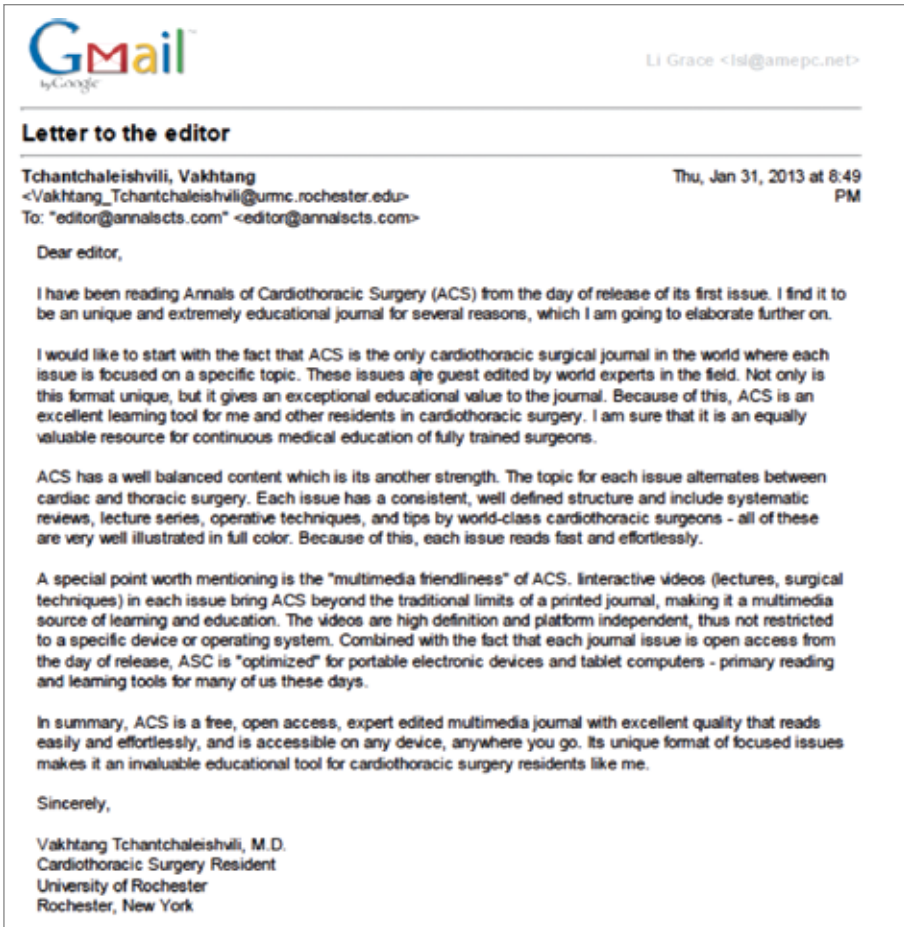 Gmail
by Google
Li Grace <lsl@amepc.net>
Letter to the editor
Tchantchaleishvili, Vakhtang
Thu, Jan 31, 2013 at 8:49
PM
<Vakhtang_Tchantchaleishvili@urmc.rochester.edu>
To: "editor@annalscts.com" <editor@annalscts.com>
Dear editor,
I have been reading Annals of Cardiothoracic Surgery (ACS) from the day of release of its first issue. I find it to
be an unique and extremely educational journal for several reasons, which I am going to elaborate further on.
I would like to start with the fact that ACS is the only cardiothoracic surgical journal in the world where each
issue is focused on a specific topic. These issues are guest edited by world experts in the field. Not only is
this format unique, but it gives an exceptional educational value to the journal. Because of this, ACS is an
excellent learning tool for me and other residents in cardiothoracic surgery. I am sure that it is an equally
valuable resource for continuous medical education of fully trained surgeons.
ACS has a well balanced content which is its another strength. The topic for each issue alternates between
cardiac and thoracic surgery. Each issue has a consistent, well defined structure and include systematic
reviews, lecture series, operative techniques, and tips by world-class cardiothoracic surgeons - all of these
are very well illustrated in full color. Because of this, each issue reads fast and effortlessly.
A special point worth mentioning is the "multimedia friendliness" of ACS. Iinteractive videos (lectures, surgical
techniques) in each issue bring ACS beyond the traditional limits of a printed journal, making it a multimedia
source of learning and education. The videos are high definition and platform independent, thus not restricted
to a specific device or operating system. Combined with the fact that each journal issue is open access from
the day of release, ASC is "optimized" for portable electronic devices and tablet computers - primary reading
and learning tools for many of us these days.
In summary, ACS is a free, open access, expert edited multimedia journal with excellent quality that reads
easily and effortlessly, and is accessible on any device, anywhere you go. Its unique format of focused issues
makes it an invaluable educational tool for cardiothoracic surgery residents like me.
Sincerely,
Vakhtang Tchantchaleishvili, M.D.
Cardiothoracic Surgery Resident
University of Rochester
Rochester, New York